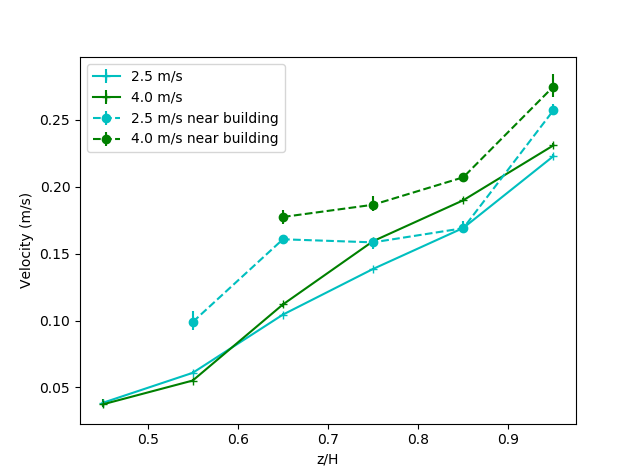 2.5 m/s
4.0 m/s
2.5 m/s near building
4.0 m/s near building
Velocity (m/s)
0.25
0.20
0.15
0.10
0.05
0.5 0.6 0.7 0.8 0.9
z/H